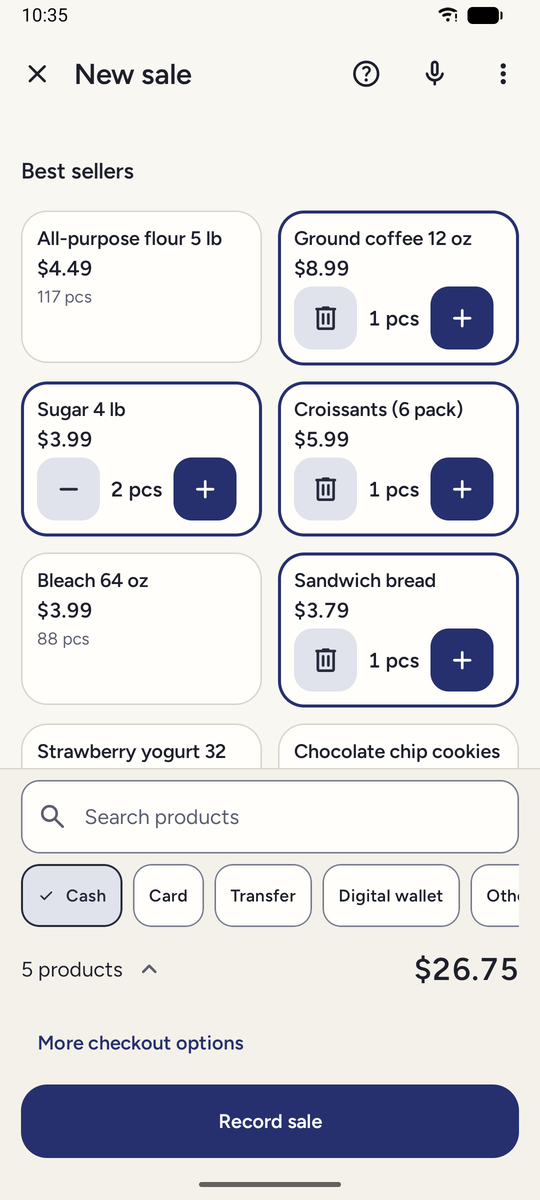 10:35
New sale
Best sellers
All-purpose flour 5 lb
$4.49
117 pcs
Ground coffee 12 oz
$8.99
1 pcs
Sugar 4 lb
$3.99
2 pcs
Croissants (6 pack)
$5.99
1 pcs
Bleach 64 oz
$3.99
88 pcs
Sandwich bread
$3.79
1 pcs
Strawberry yogurt 32
Chocolate chip cookies
Search products
Cash
Card
Transfer
Digital wallet
5 products
$26.75
More checkout options
Record sale